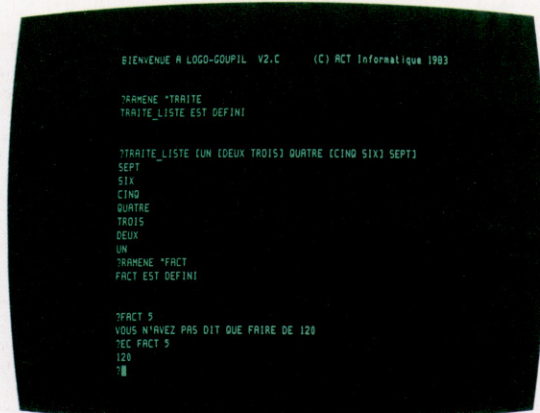 BIENVENUE A LOGO-GOUPIL V2.C (C) ACT Informatique 1983
?RAMENE "TRAITE
TRAITE_LISTE EST DEFINI
?TRAITE_LISTE [UN [DEUX TROIS] QUATRE [CINQ SIX] SEPT]
SEPT
SIX
CINQ
QUATRE
TROIS
DEUX
UN
?RAMENE "FACT
FACT EST DEFINI
?FACT 5
VOUS N'AVEZ PAS DIT QUE FAIRE DE 120
?EC FACT 5
120
?